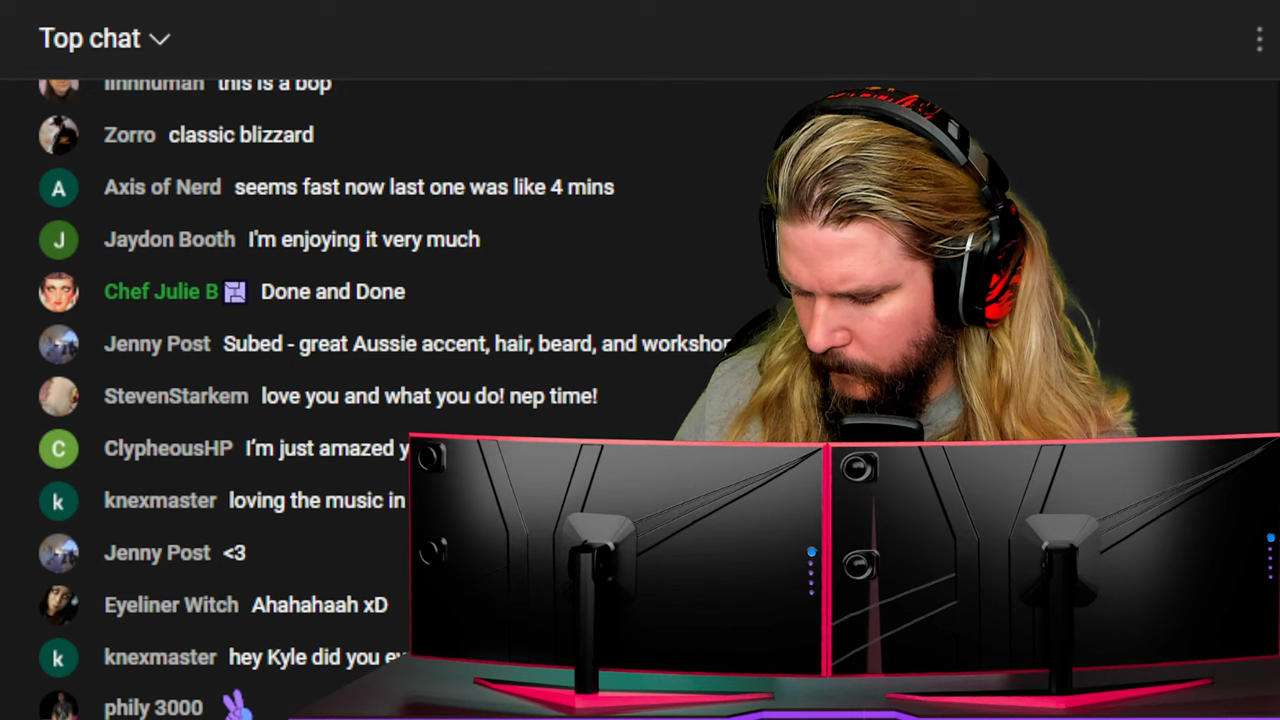 Top chat
linnhuman this is a bop
Zorro classic blizzard
A Axis of Nerd seems fast now last one was like 4 mins
J Jaydon Booth I'm enjoying it very much
Chef Julie B Done and Done
Jenny Post Subed - great Aussie accent, hair, beard, and workshop
StevenStarkem love you and what you do! nep time!
C ClypheousHP I'm just amazed y
k knexmaster loving the music in
Jenny Post <3
Eyeliner Witch Ahahahaah xD
k knexmaster hey Kyle did you ev
phily 3000